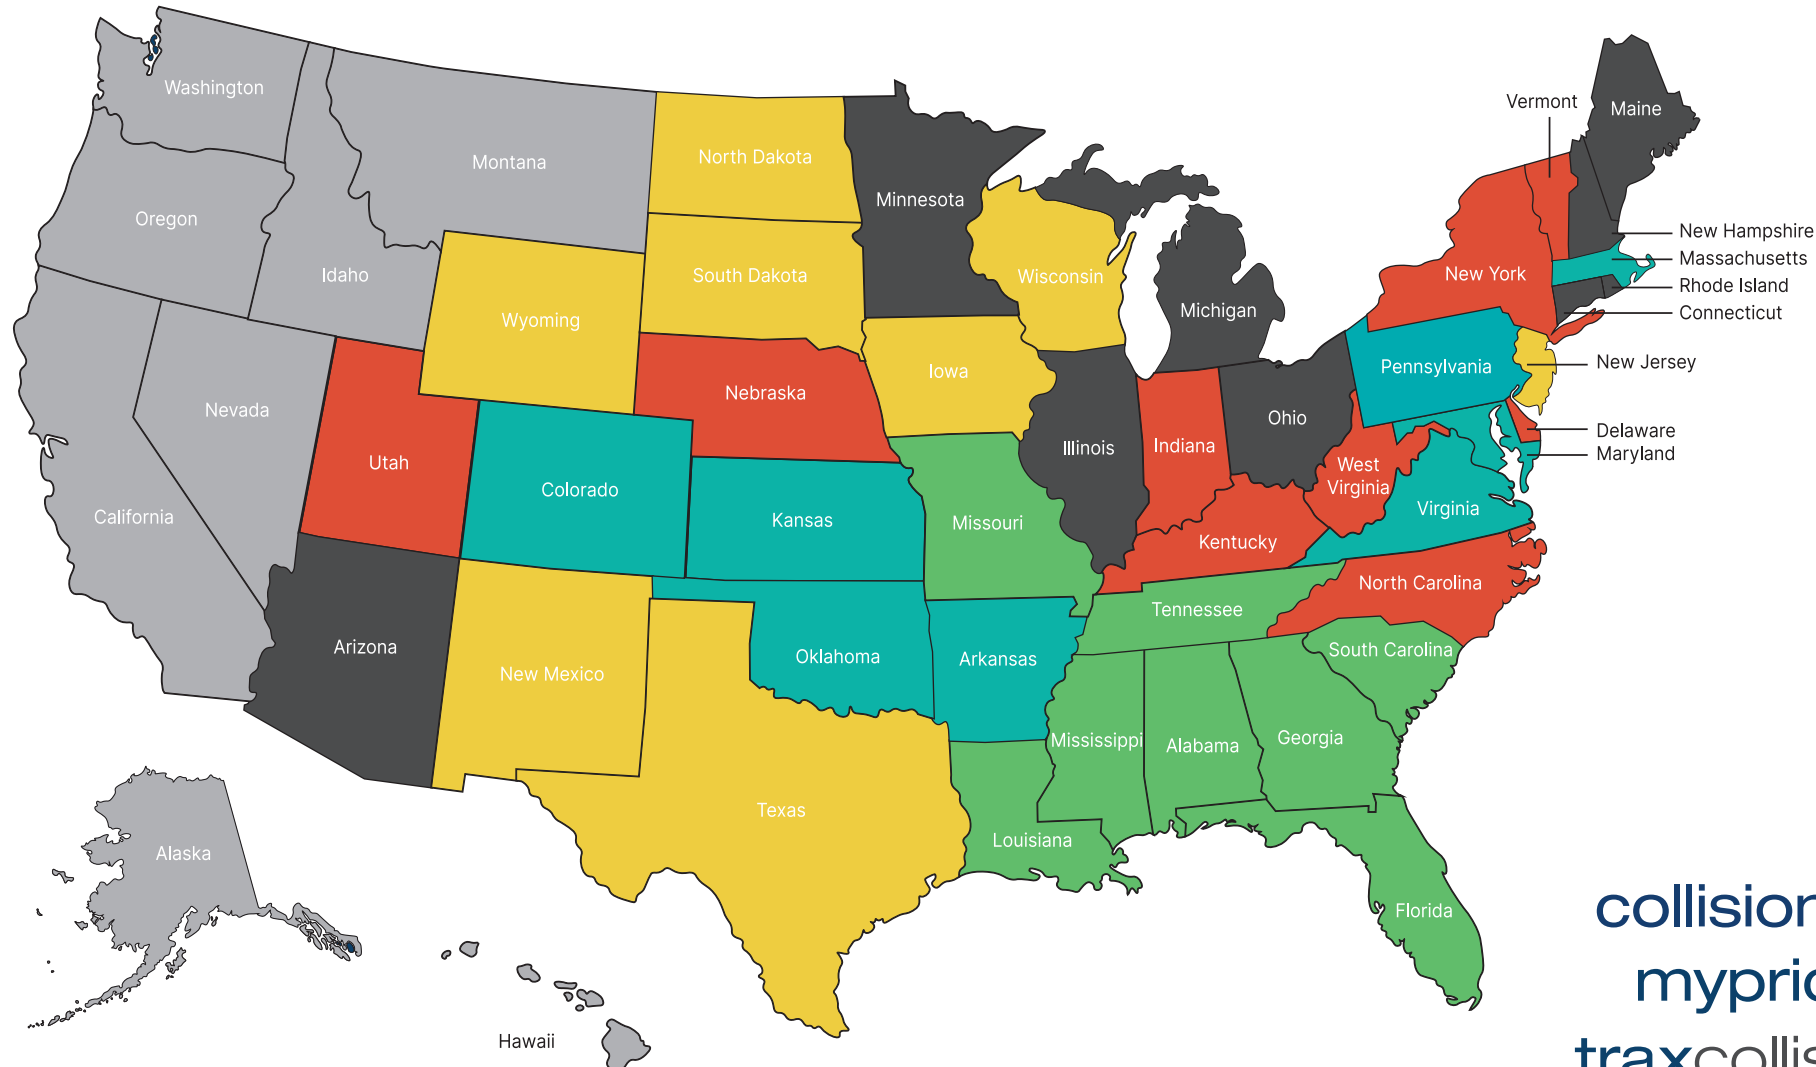 Washington
Montana
North Dakota
Minnesota
Vermont
Maine
Oregon
Idaho
South Dakota
Wisconsin
Michigan
New York
New Hampshire
Massachusetts
Rhode Island
Connecticut
Wyoming
Nebraska
Iowa
Pennsylvania
New Jersey
Nevada
Utah
Colorado
Kansas
Missouri
Illinois
Indiana
Ohio
West
Virginia
Virginia
Delaware
Maryland
California
Kentucky
North Carolina
Tennessee
South Carolina
Arizona
New Mexico
Oklahoma
Arkansas
Mississippi
Alabama
Georgia
Texas
Louisiana
Florida
Alaska
Hawaii
collision
mypri
traxcollis